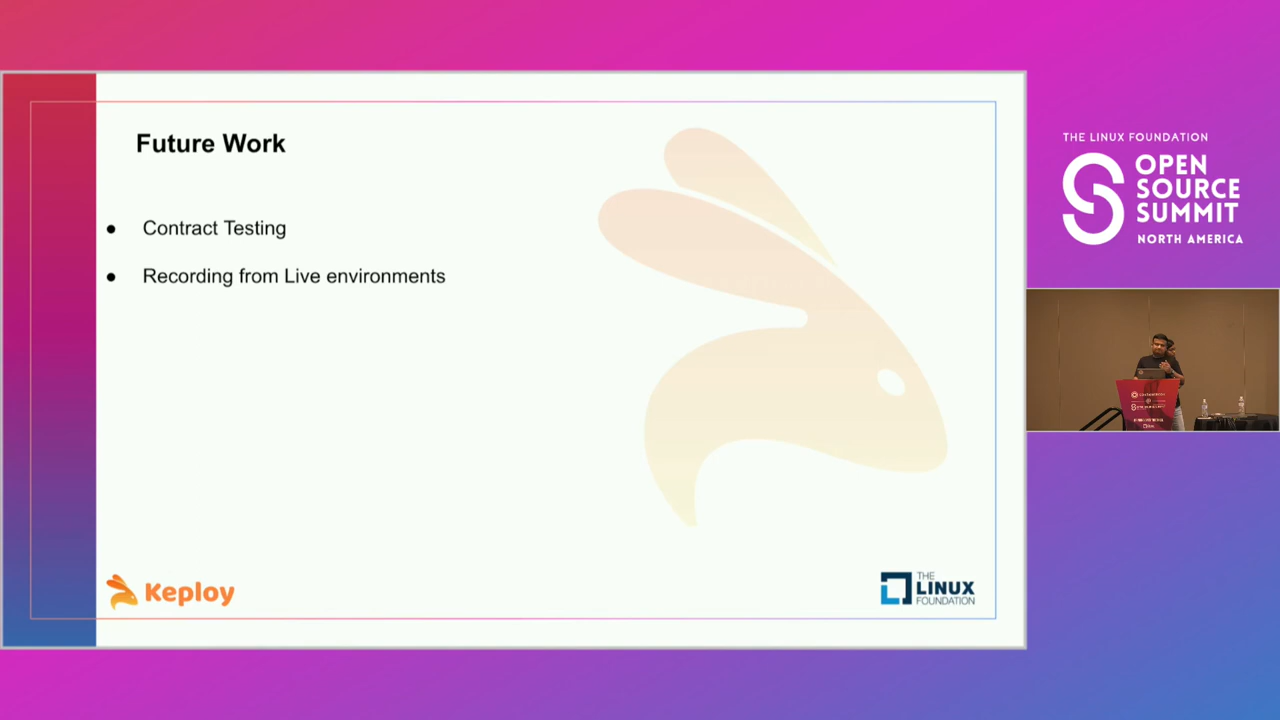 Future Work
● Contract Testing
● Recording from Live environments
Keploy
THE
LINUX
FOUNDATION
THE LINUX FOUNDATION
OPEN
SOURCE
SUMMIT
NORTH AMERICA